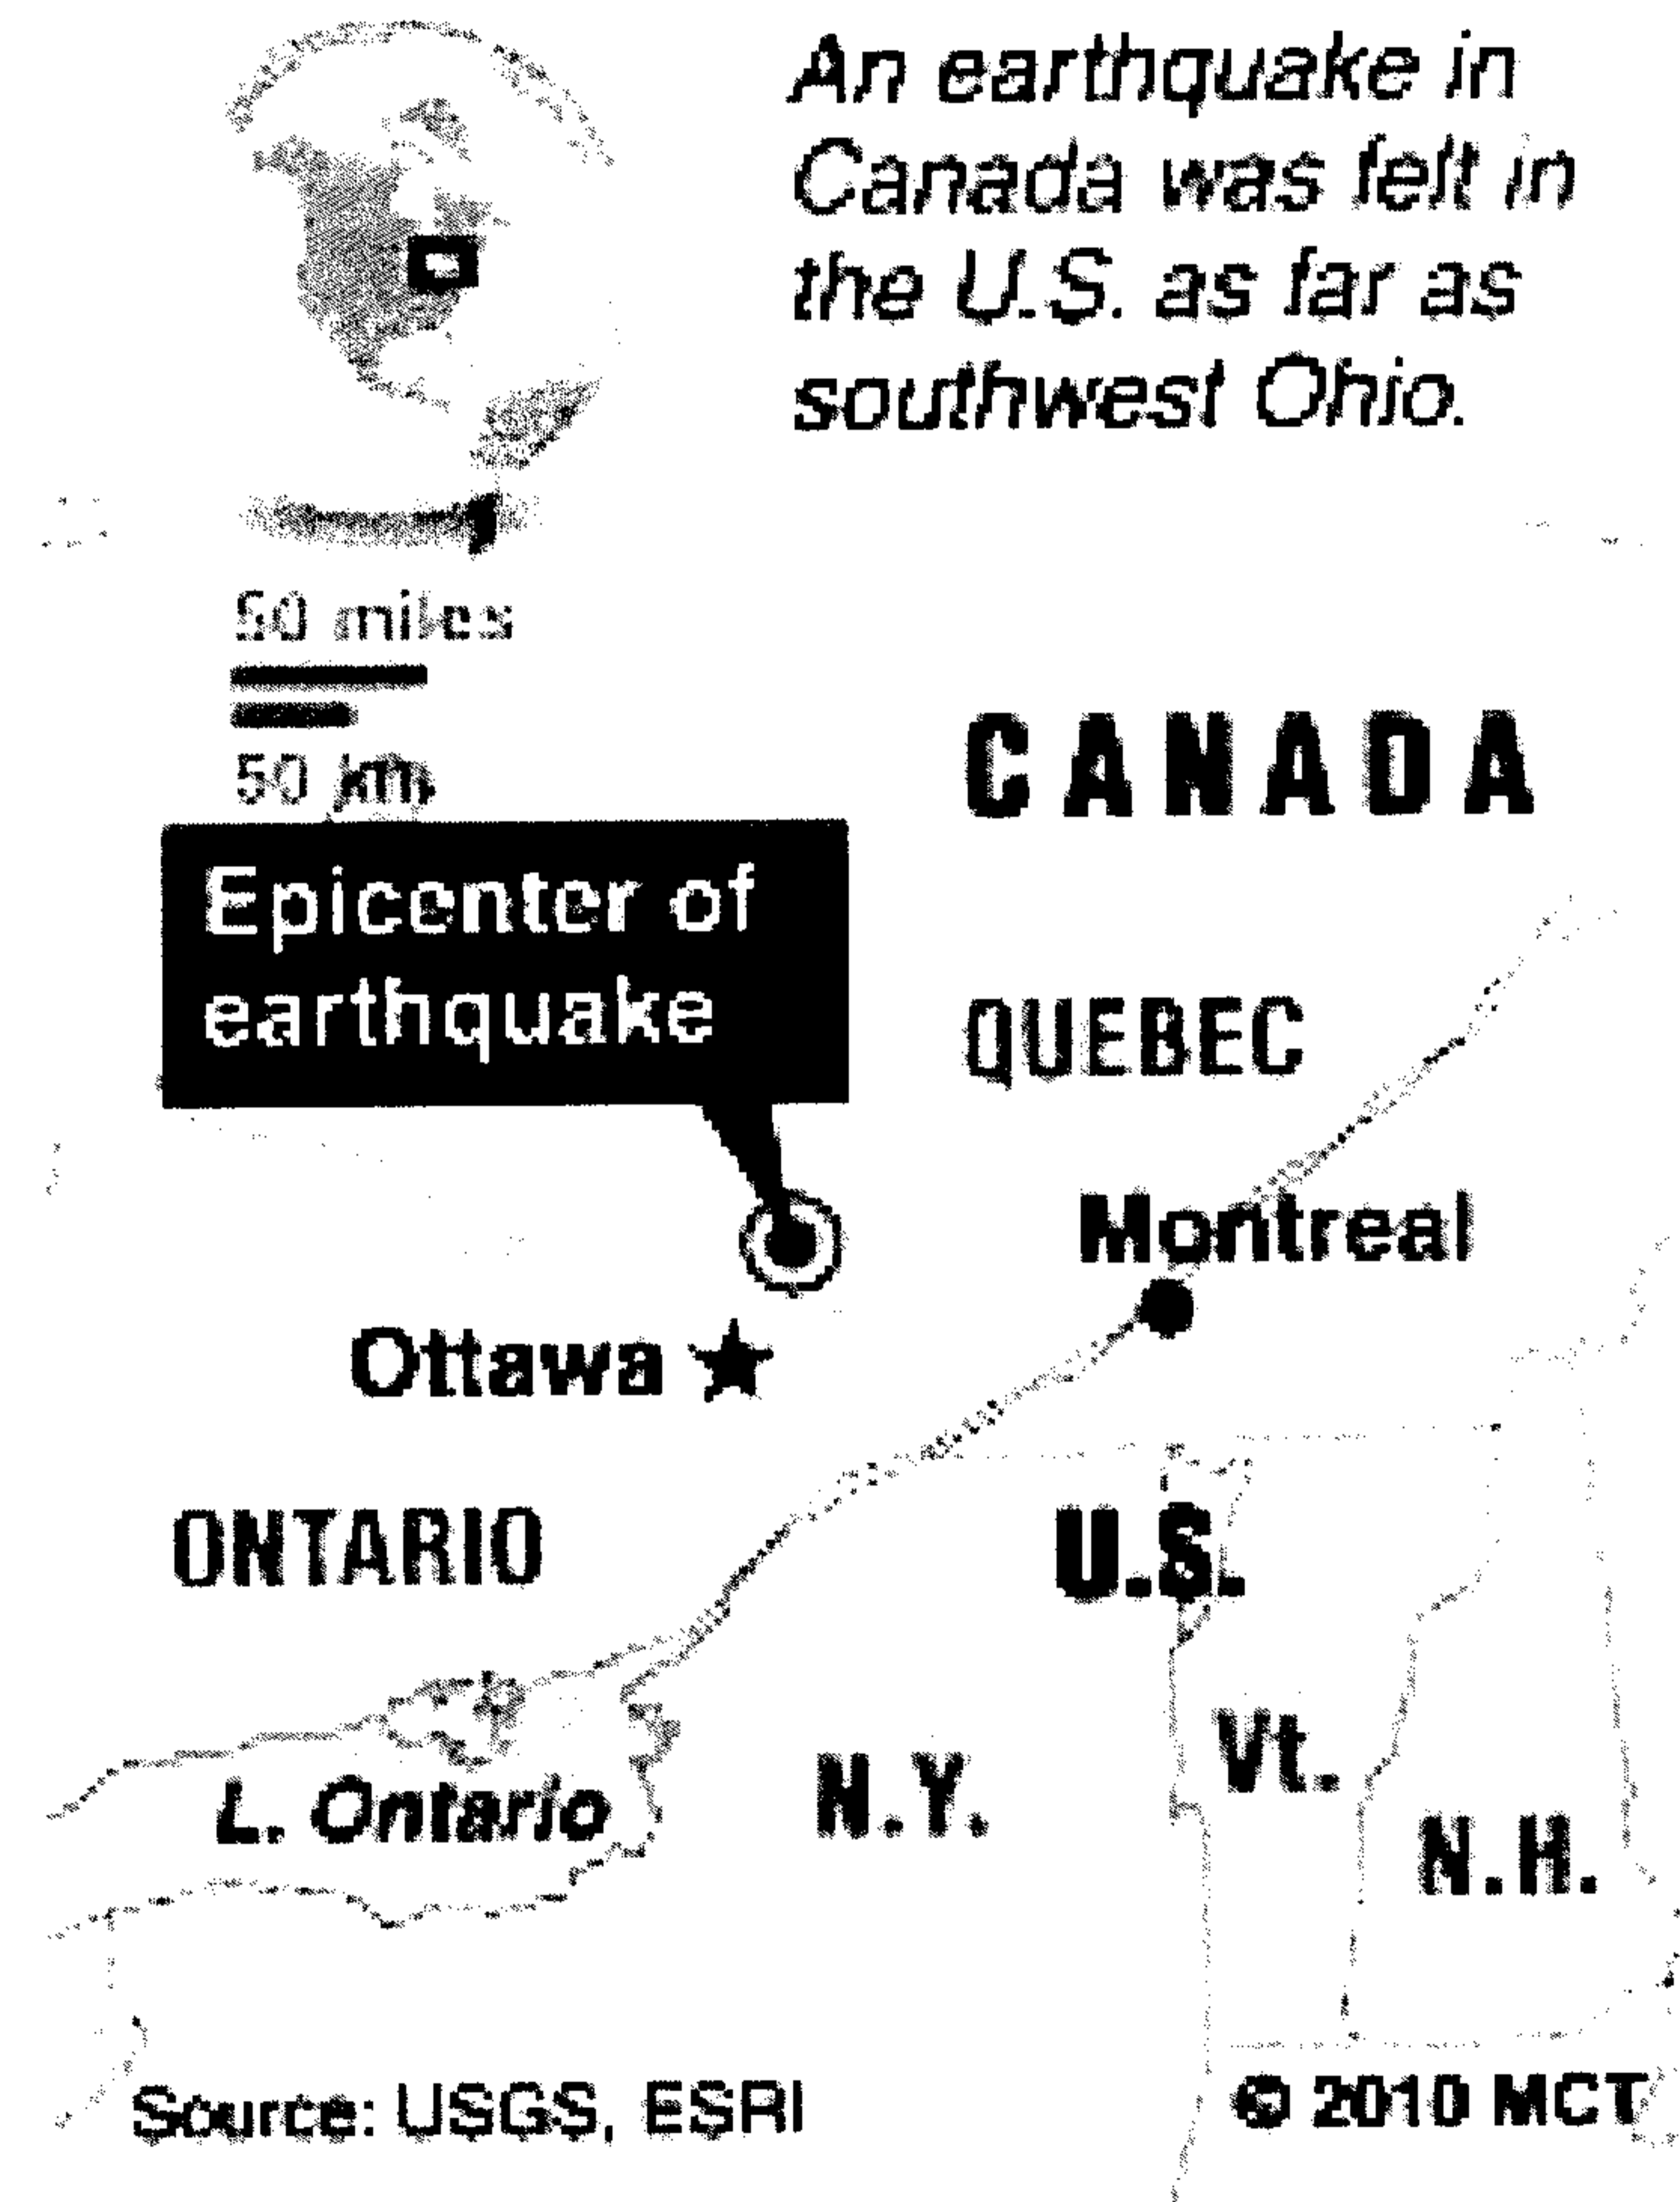 An earthquake in
Canada was felt in
the U.S. as far as
southwest Ohio.
50 miles
50 km
CANADA
Epicenter of
earthquake
QUEBEC
Montreal
Ottawa
ONTARIO
U.S.
Vt.
L. Ontario
N.Y.
N.H.
Source: USGS, ESRI
© 2010 MCT